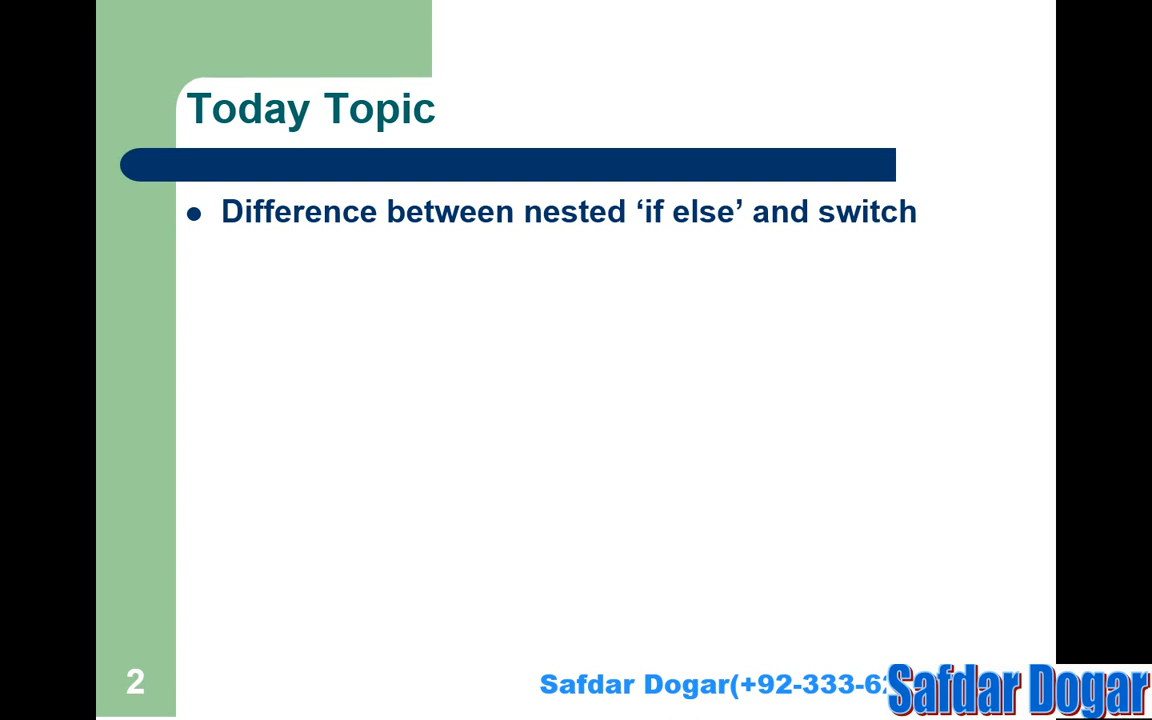 Today Topic
● Difference between nested ‘if else’ and switch
2
Safdar Dogar(+92-333-6
Safdar Dogar